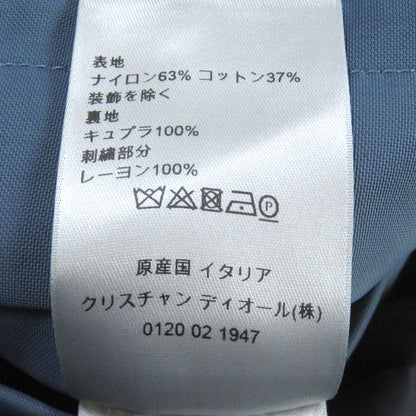 表地
ナイロン63% コットン37%
装飾を除く
裏地
キュプラ100%
刺繍部分
レーヨン100%
P
原産国 イタリア
クリスチャン ディオール(株)
0120 02 1947